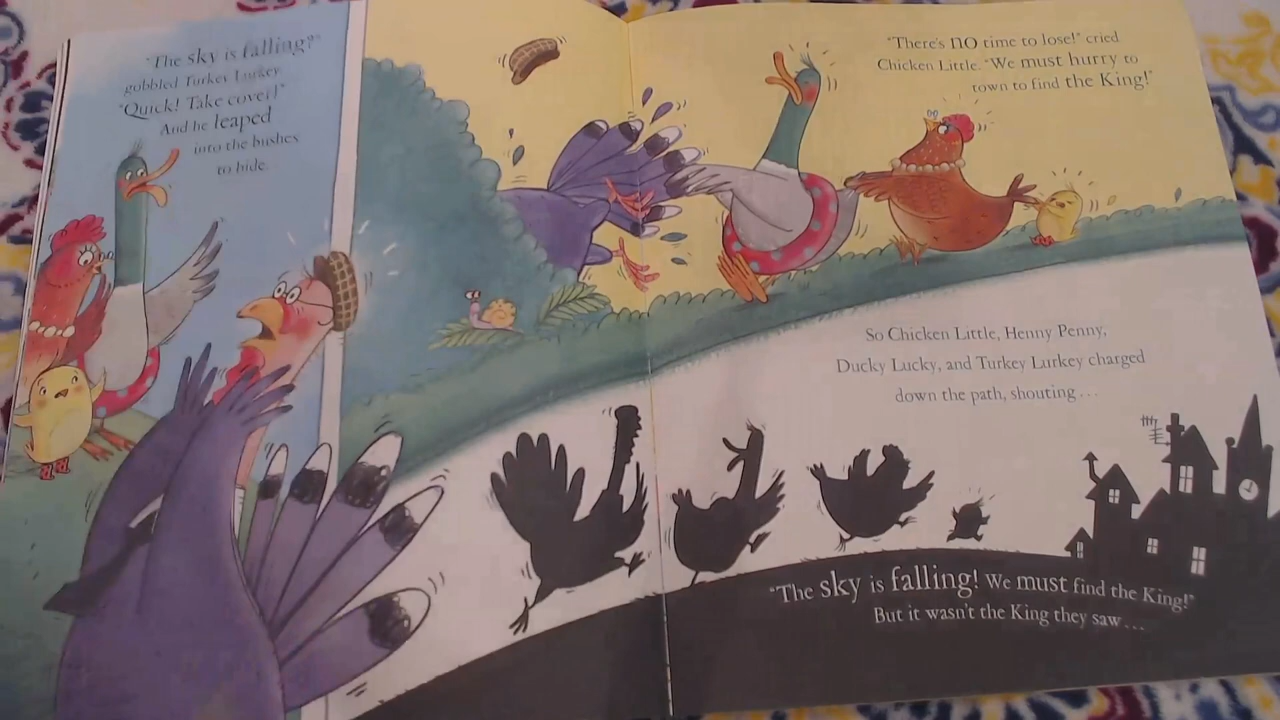 "The sky is falling?"
gobbled Turkey Lurkey.
"Quick! Take cover!"
And he leaped
into the bushes
to hide.
"There's no time to lose!" cried
Chicken Little. "We must hurry to
town to find the King!"
So Chicken Little, Henny Penny,
Ducky Lucky, and Turkey Lurkey charged
down the path, shouting...
"The sky is falling! We must find the King!"
But it wasn't the King they saw...